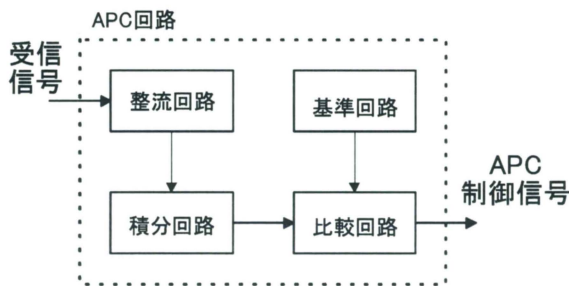 APC回路
受信
信号
整流回路
基準回路
積分回路
比較回路
APC
制御信号